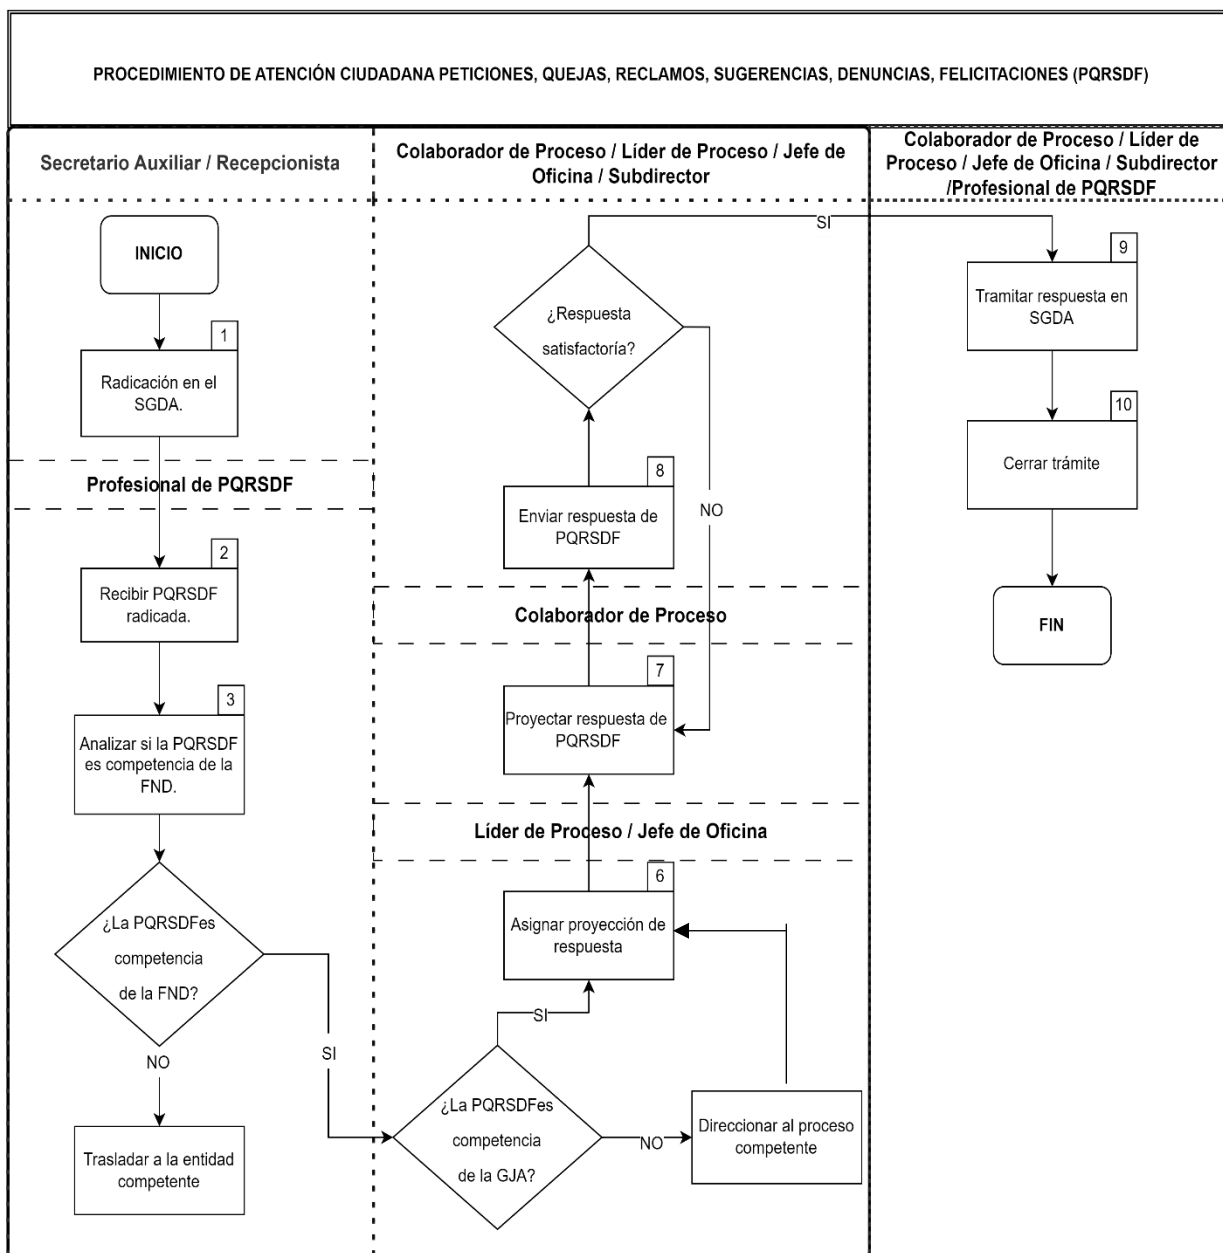 PROCEDIMIENTO DE ATENCIÓN CIUDADANA PETICIONES, QUEJAS, RECLAMOS, SUGERENCIAS, DENUNCIAS, FELICITACIONES (PQRSDF)
Secretario Auxiliar / Recepcionista
INICIO
1
Radicación en el
SGDA.
Profesional de PQRSDF
2
Recibir PQRSDF
radicada.
3
Analizar si la PQRSDF
es competencia de la
FND.
¿La PQRSDFes
competencia
de la FND?
NO
SI
Trasladar a la entidad
competente
Colaborador de Proceso / Líder de Proceso / Jefe de
Oficina / Subdirector
SI
¿Respuesta
satisfactoría?
8
Enviar respuesta de
PQRSDF
NO
Colaborador de Proceso
7
Proyectar respuesta de
PQRSDF
Líder de Proceso / Jefe de Oficina
6
Asignar proyección de
respuesta
SI
¿La PQRSDFes
competencia
de la GJA?
NO
Direccionar al proceso
competente
Colaborador de Proceso / Líder de
Proceso / Jefe de Oficina / Subdirector
/Profesional de PQRSDF
9
Tramitar respuesta en
SGDA
10
Cerrar trámite
FIN